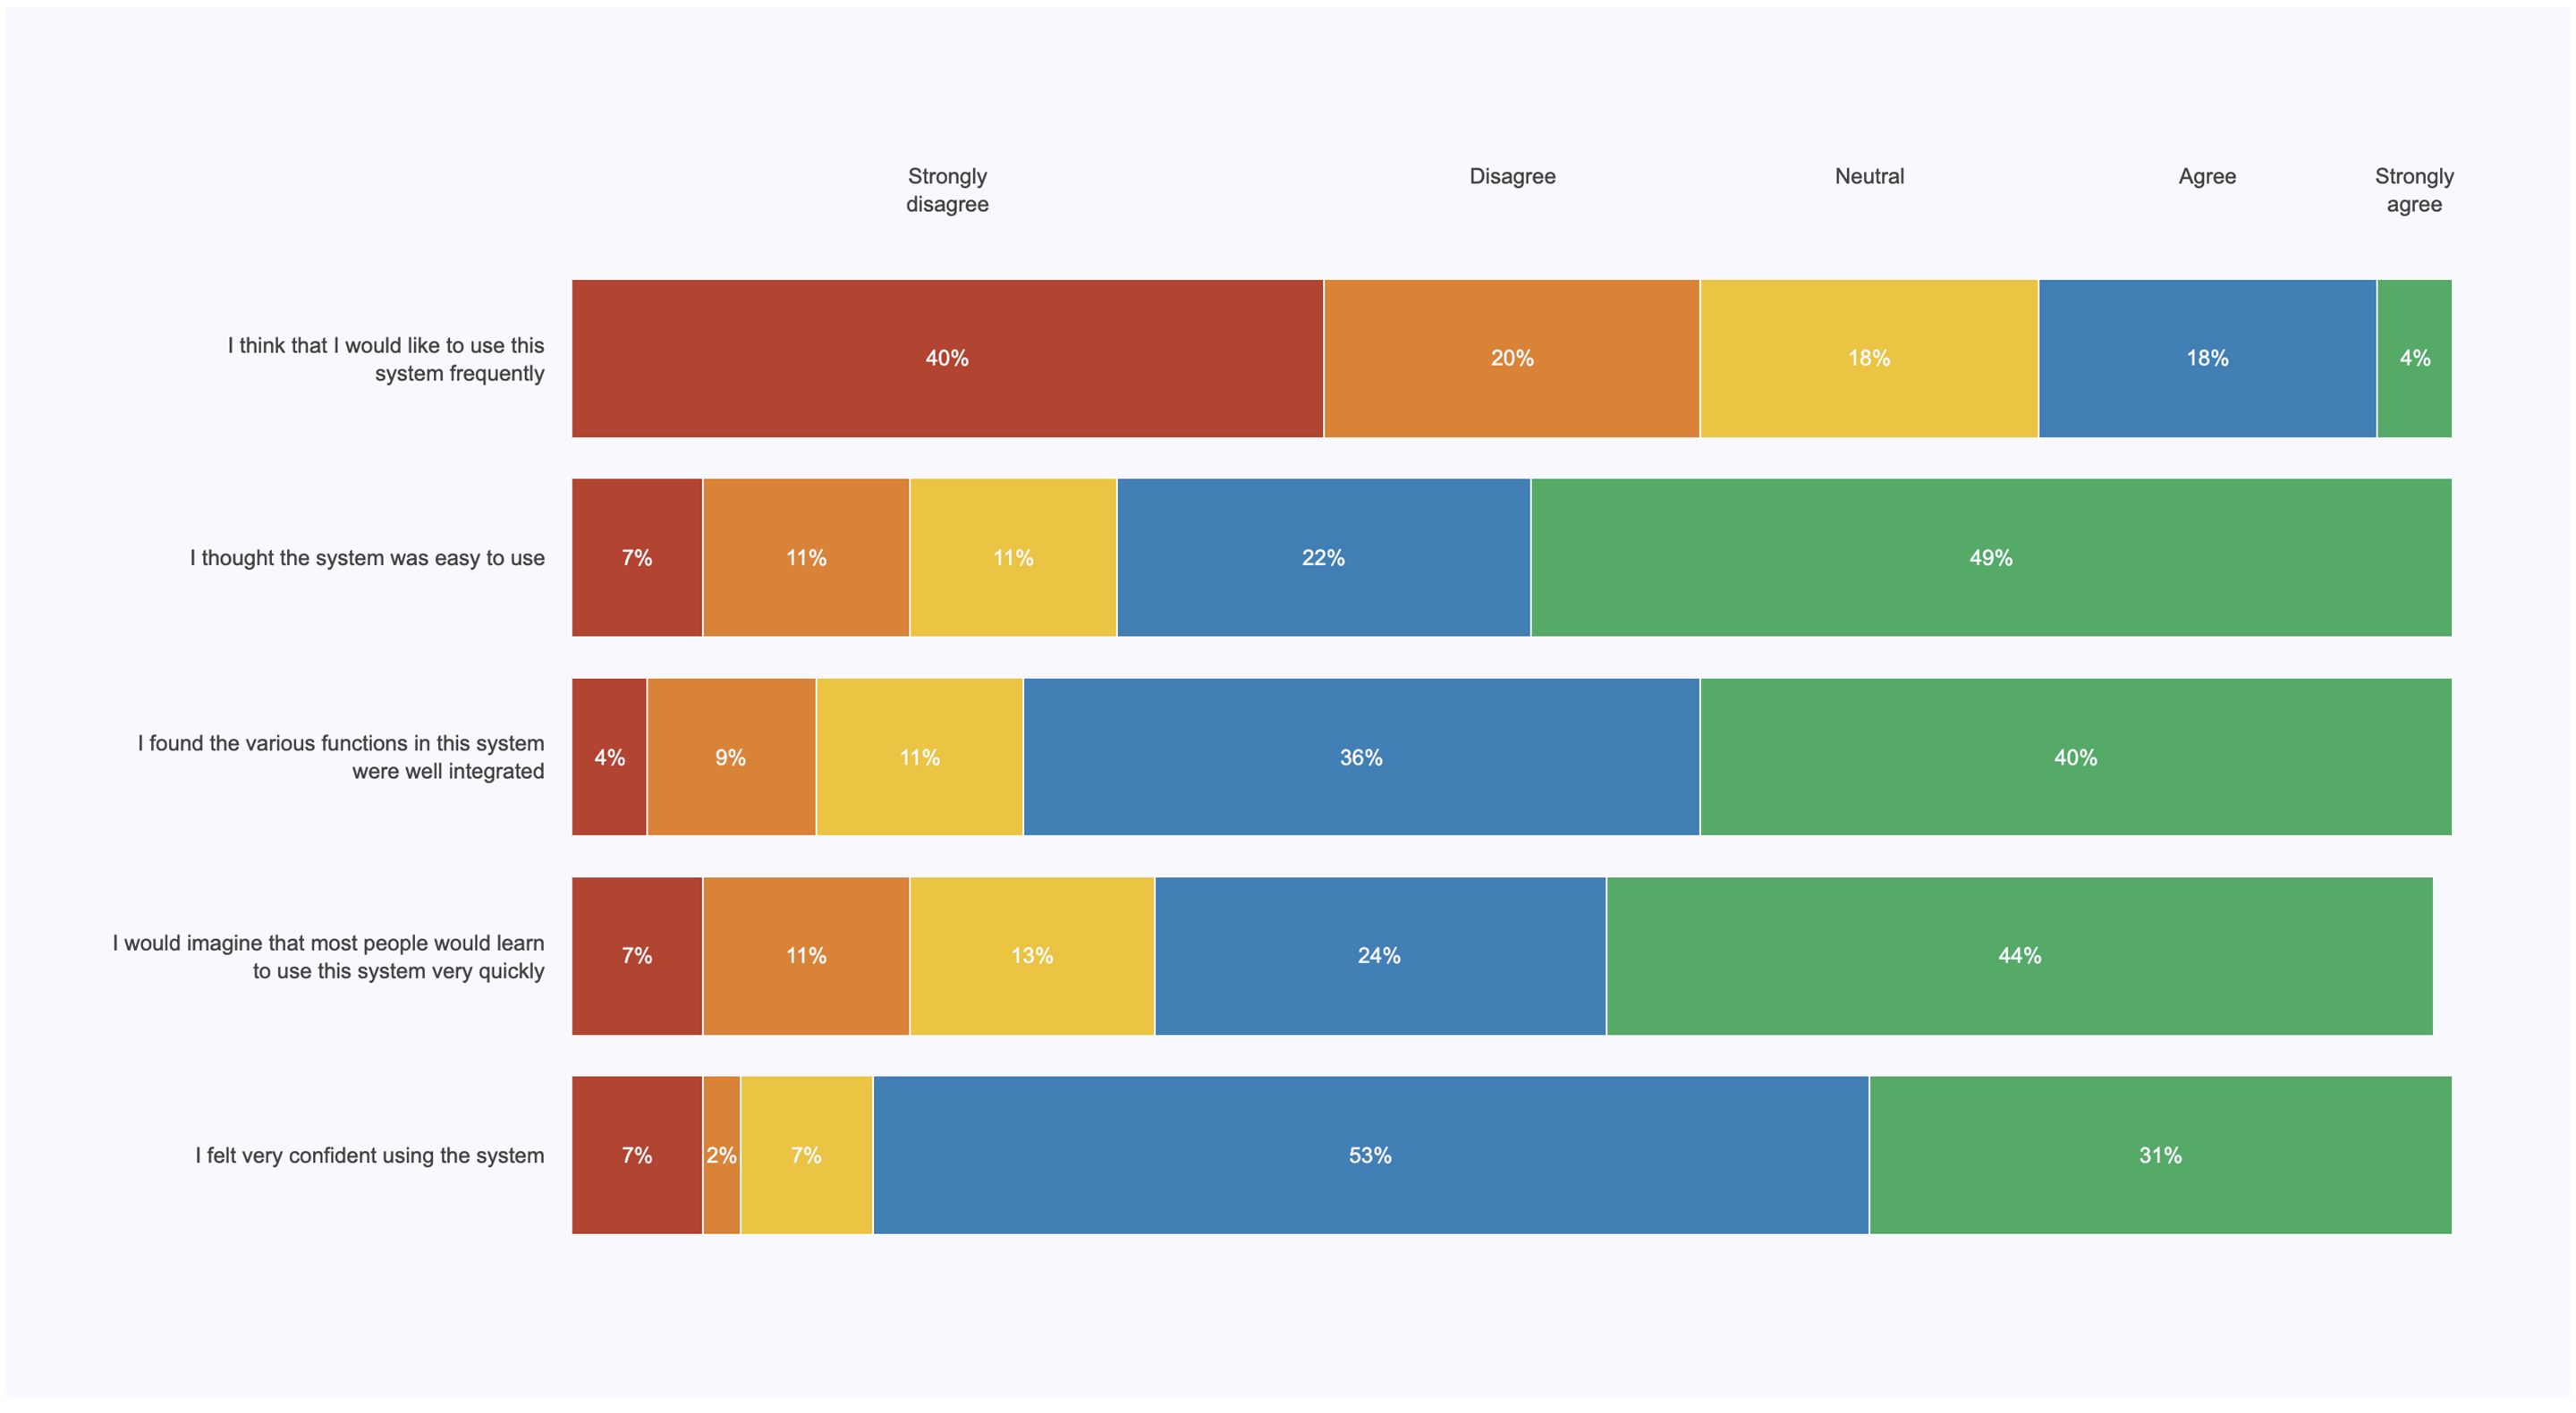 Strongly
disagree
Disagree
Neutral
Agree
Strongly
agree
I think that I would like to use this
system frequently
40%
20%
18%
18%
4%
I thought the system was easy to use
7%
11%
11%
22%
49%
I found the various functions in this system
were well integrated
4%
9%
11%
36%
40%
I would imagine that most people would learn
to use this system very quickly
7%
11%
13%
24%
44%
I felt very confident using the system
7%
2%
7%
53%
31%